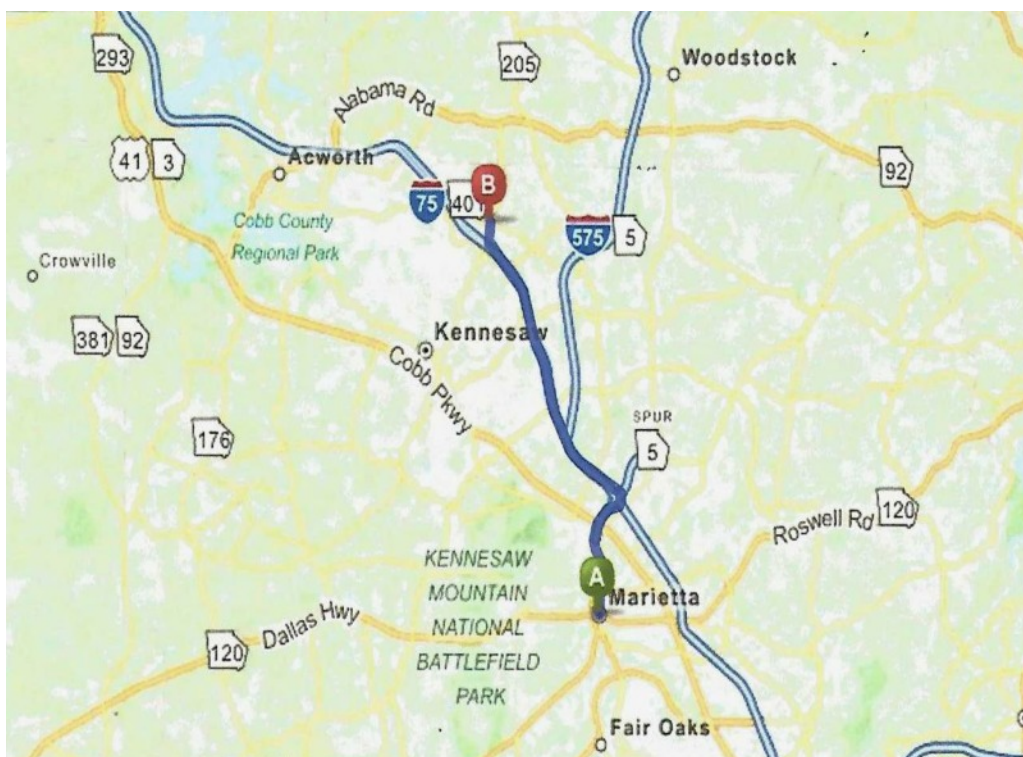 293
205
Woodstock
Alabama Rd
41
3
Acworth
92
75
401
B
Cobb County
Regional Park
575
5
Crowville
381
92
Kennesaw
Cobb Pkwy
SPUR
5
176
120
Roswell Rd
KENNESAW
MOUNTAIN
NATIONAL
BATTLEFIELD
PARK
A
Marietta
Dallas Hwy
120
Fair Oaks